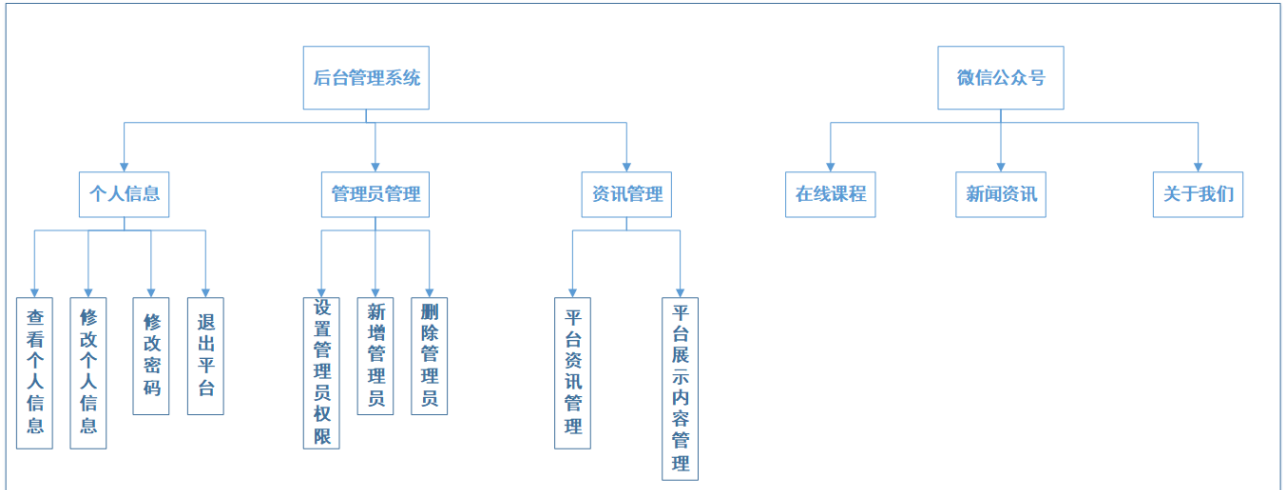 后台管理系统
微信公众号
个人信息
管理员管理
资讯管理
在线课程
新闻资讯
关于我们
查看个人信息
修改个人信息
修改密码
退出平台
设置管理员权限
新增管理员
删除管理员
平台资讯管理
平台展示内容管理